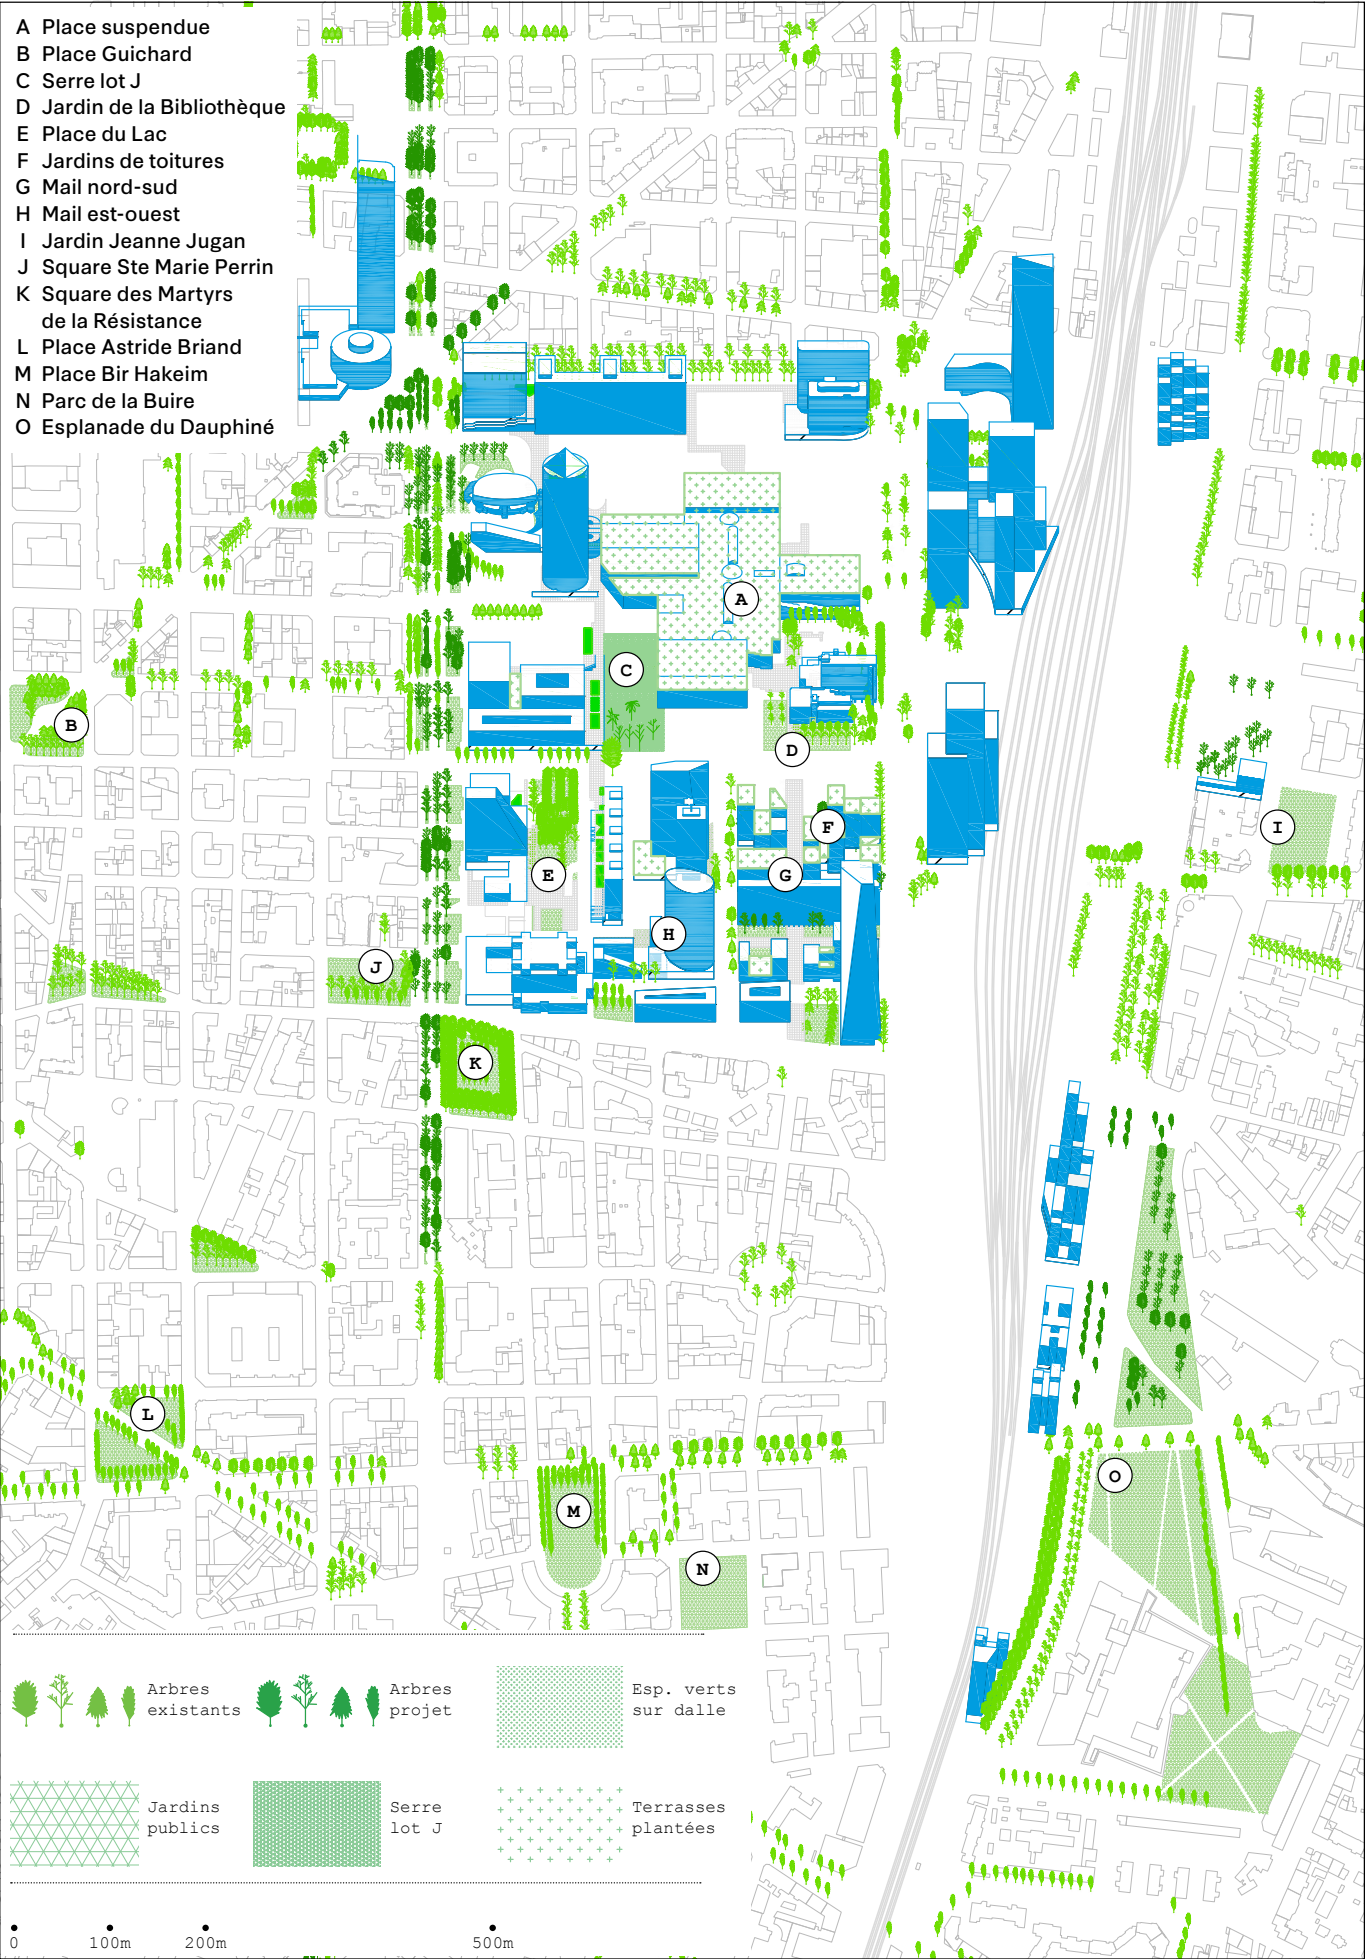 A Place suspendue
B Place Guichard
C Serre lot J
D Jardin de la Bibliothèque
E Place du Lac
F Jardins de toitures
G Mail nord-sud
H Mail est-ouest
I Jardin Jeanne Jugan
J Square Ste Marie Perrin
K Square des Martyrs
de la Résistance
L Place Astride Briand
M Place Bir Hakeim
N Parc de la Buire
O Esplanade du Dauphiné
A
C
B
D
F
I
E
G
H
J
K
L
O
M
N
Arbres
existants
Arbres
projet
Esp. verts
sur dalle
Jardins
publics
Serre
lot J
Terrasses
plantées
0 100m 200m 500m